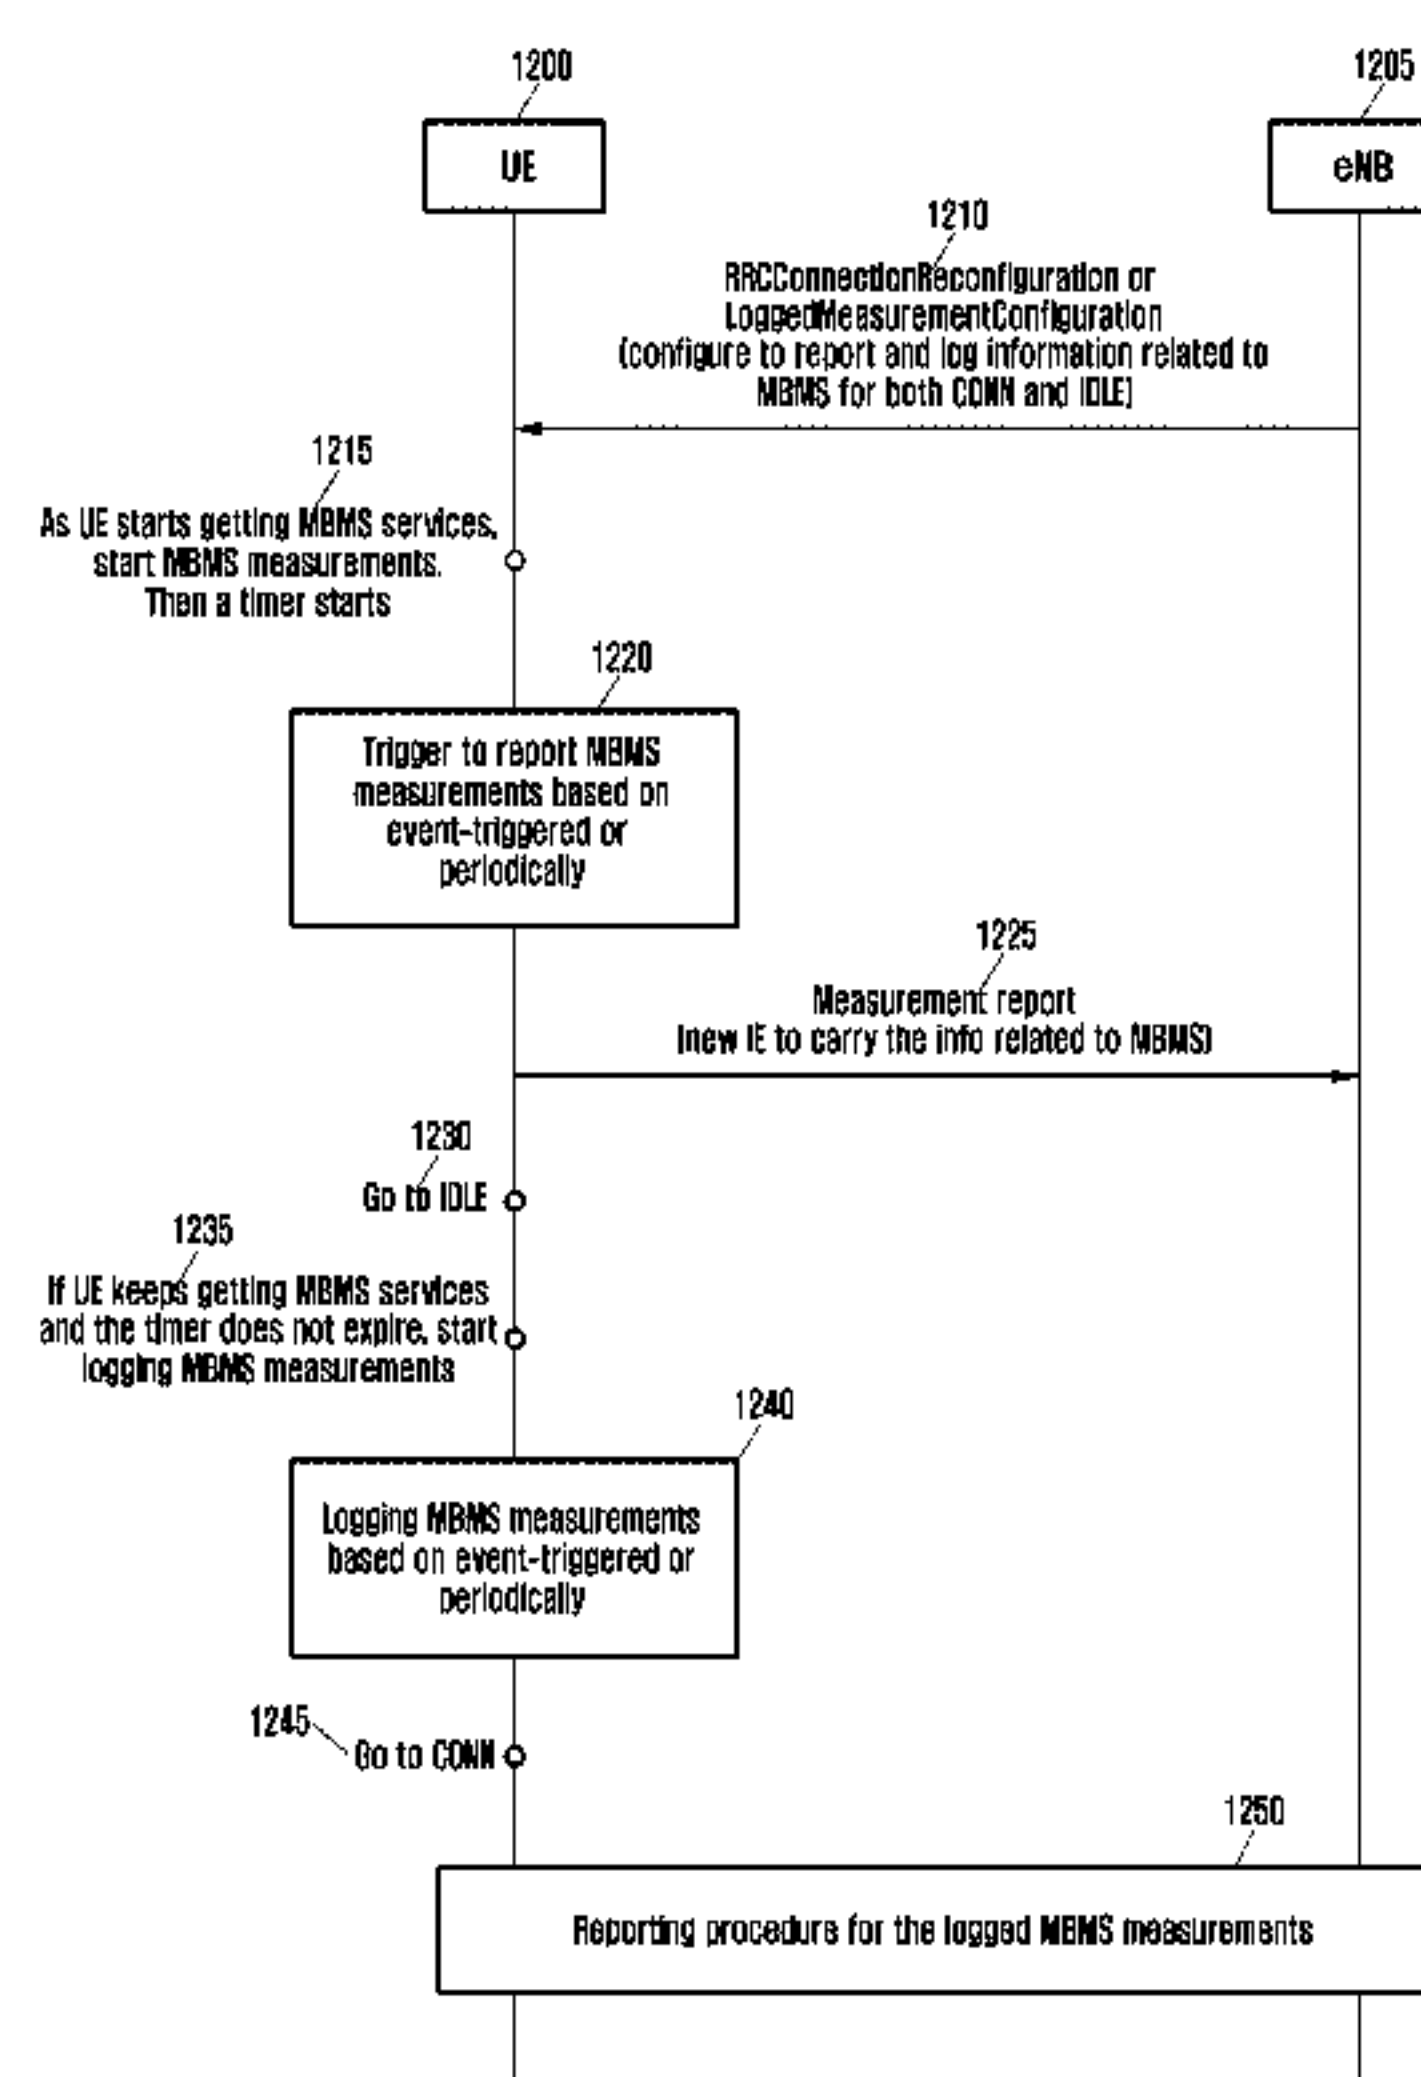 1200
1205
UE
eNB
1210
RRCConnectionReconfiguration or
LoggedMeasurementConfiguration
(configure to report and log information related to
MBMS for both CONN and IDLE)
1215
As UE starts getting MBMS services,
start MBMS measurements.
Then a timer starts
1220
Trigger to report MBMS
measurements based on
event-triggered or
periodically
1225
Measurement report
(new IE to carry the info related to MBMS)
1230
Go to IDLE
1235
If UE keeps getting MBMS services
and the timer does not expire, start
logging MBMS measurements
1240
Logging MBMS measurements
based on event-triggered or
periodically
1245
Go to CONN
1250
Reporting procedure for the logged MBMS measurements